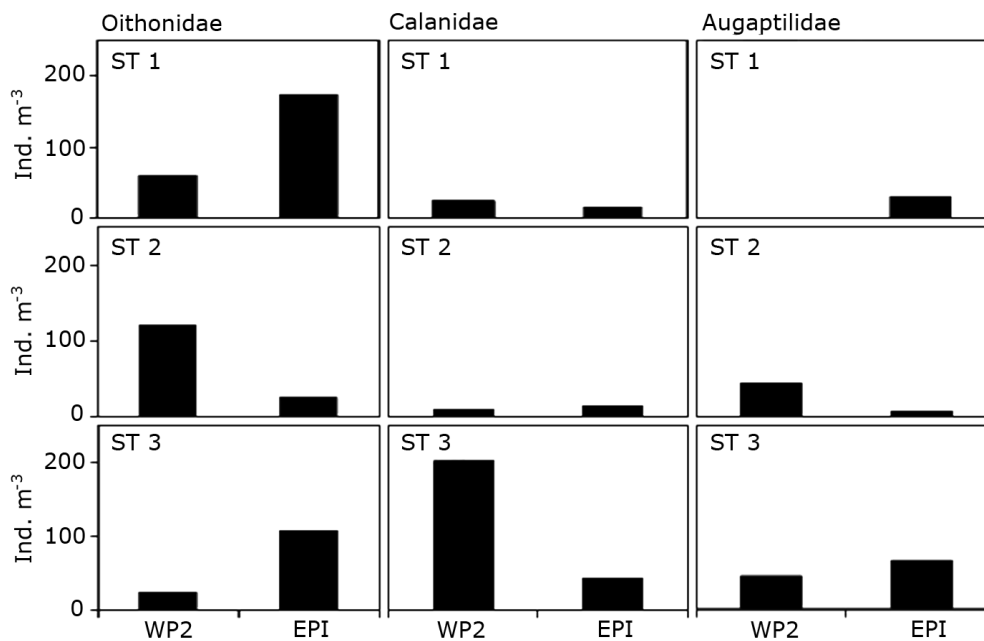 Oithonidae Calanidae Augaptilidae
ST 1 ST 1 ST 1
Ind. m⁻³
200
100
0
ST 2 ST 2 ST 2
Ind. m⁻³
200
100
0
ST 3 ST 3 ST 3
Ind. m⁻³
200
100
0
WP2 EPI WP2 EPI WP2 EPI